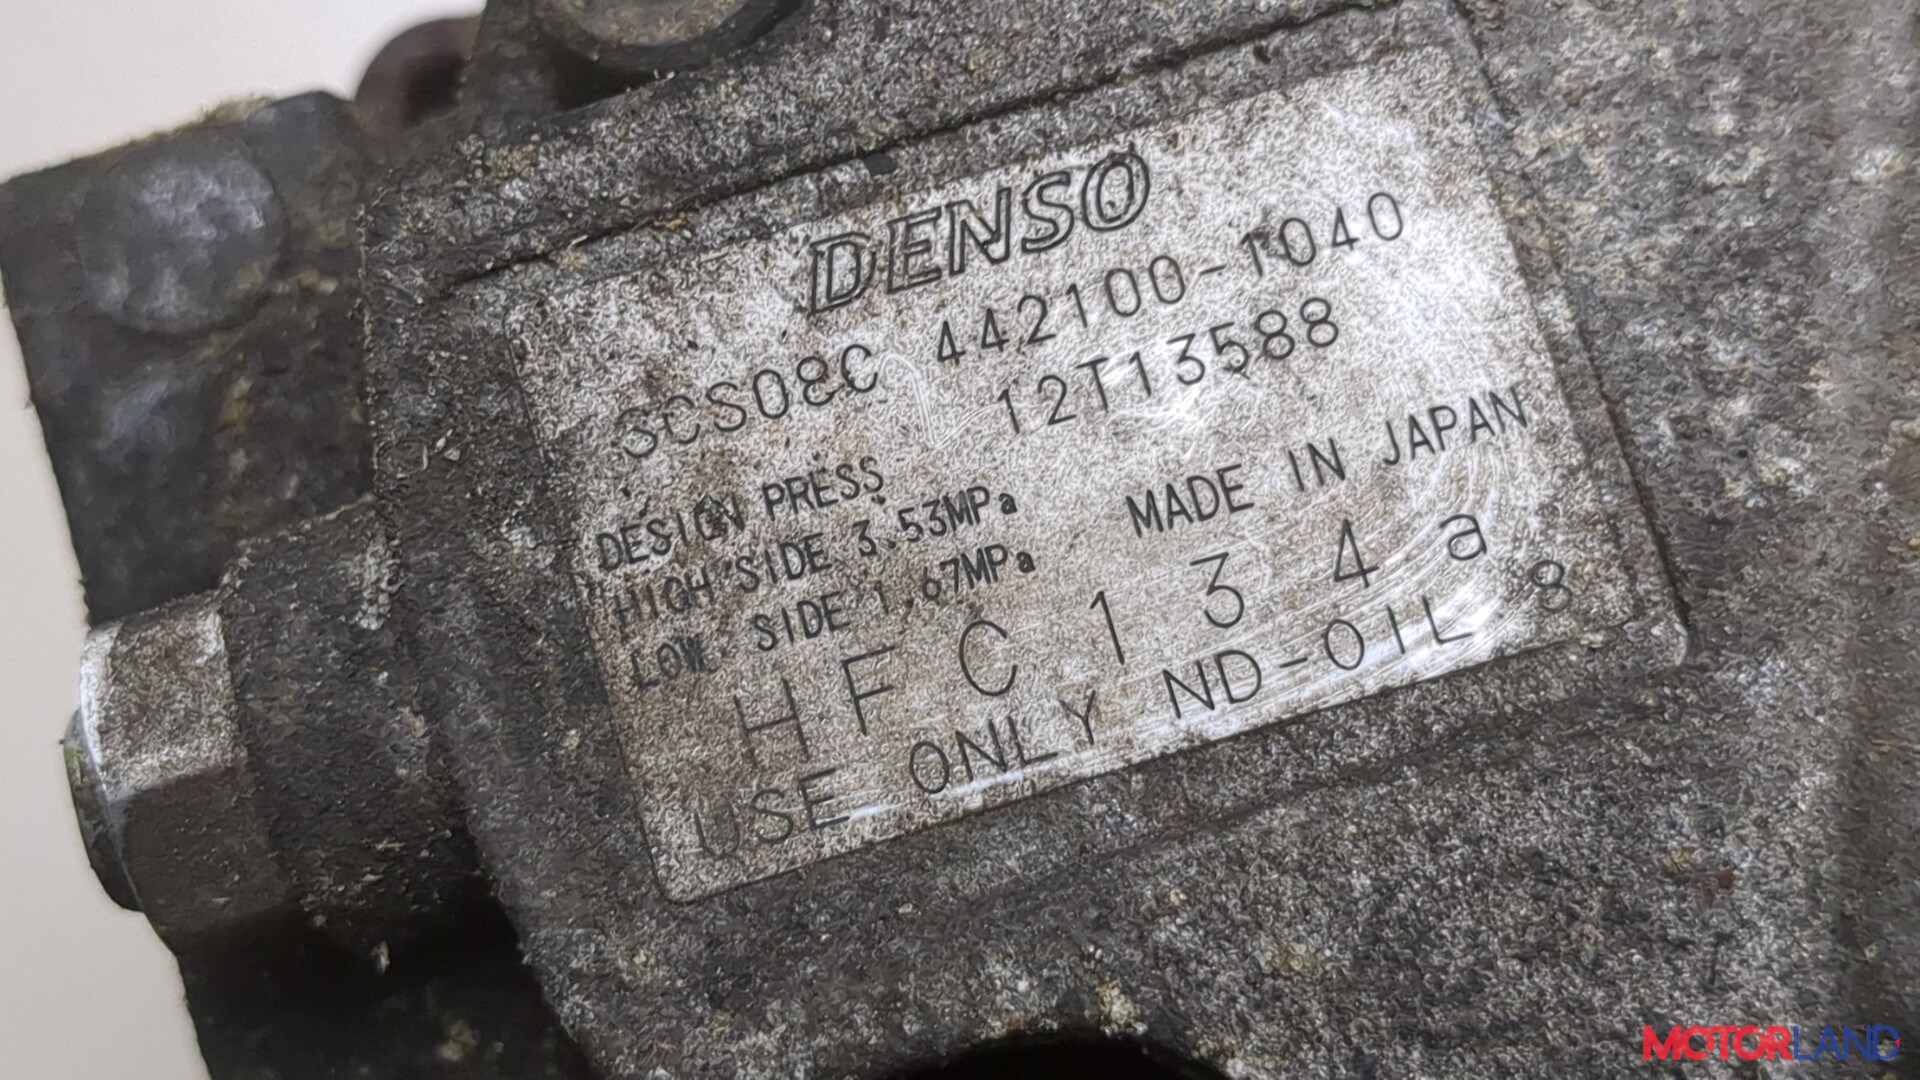 DENSO
SCS08C 442100-1040
12T13588
DESIGN PRESS
HIGH SIDE 3.53MPa
LOW SIDE 1.67MPa
MADE IN JAPAN
HFC134a
USE ONLY ND-OIL 8
MOTORLAND